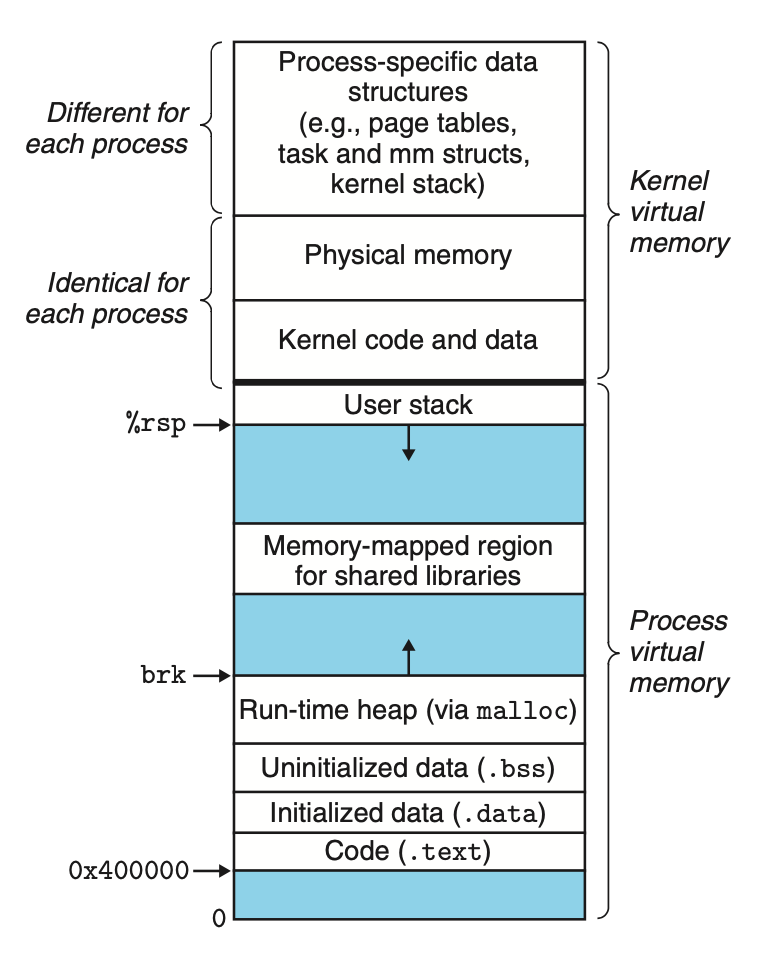 Process-specific data
structures
(e.g., page tables,
task and mm structs,
kernel stack)
Different for
each process
Kernel
virtual
memory
Physical memory
Identical for
each process
Kernel code and data
User stack
%rsp
Memory-mapped region
for shared libraries
Process
virtual
memory
brk
Run-time heap (via malloc)
Uninitialized data (.bss)
Initialized data (.data)
Code (.text)
0x400000
0